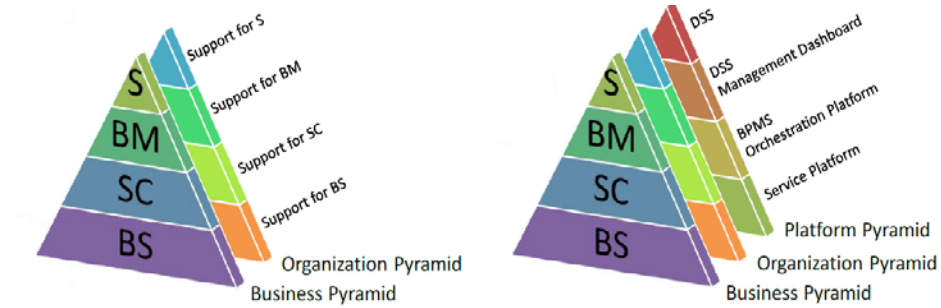 S
BM
SC
BS
Support for S
Support for BM
Support for SC
Support for BS
Organization Pyramid
Business Pyramid
S
BM
SC
BS
DSS
DSS
Management Dashboard
BPMS
Orchestration Platform
Service Platform
Platform Pyramid
Organization Pyramid
Business Pyramid